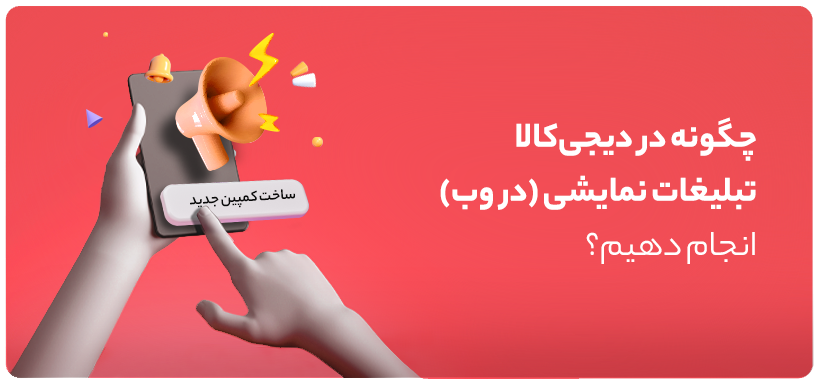 چگونه در دیجی‌کالا
تبلیغات نمایشی (در وب)
انجام دهیم؟
ساخت کمپین جدید